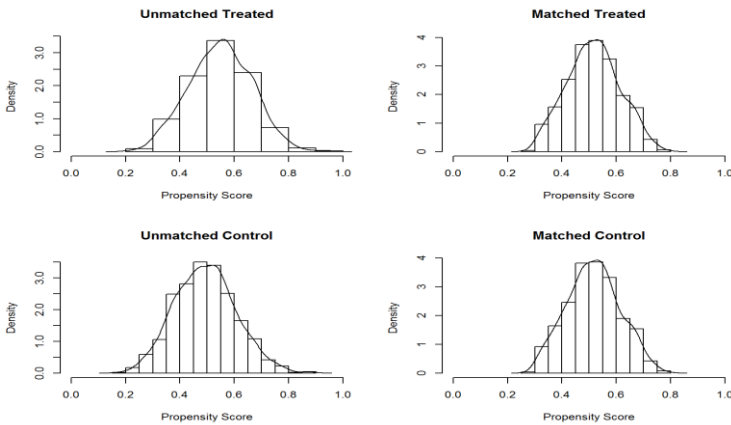 Unmatched Treated
Density
0.0 1.0 2.0 3.0
0.0 0.2 0.4 0.6 0.8 1.0
Propensity Score
Matched Treated
Density
0 1 2 3 4
0.0 0.2 0.4 0.6 0.8 1.0
Propensity Score
Unmatched Control
Density
0.0 1.0 2.0 3.0
0.0 0.2 0.4 0.6 0.8 1.0
Propensity Score
Matched Control
Density
0 1 2 3 4
0.0 0.2 0.4 0.6 0.8 1.0
Propensity Score